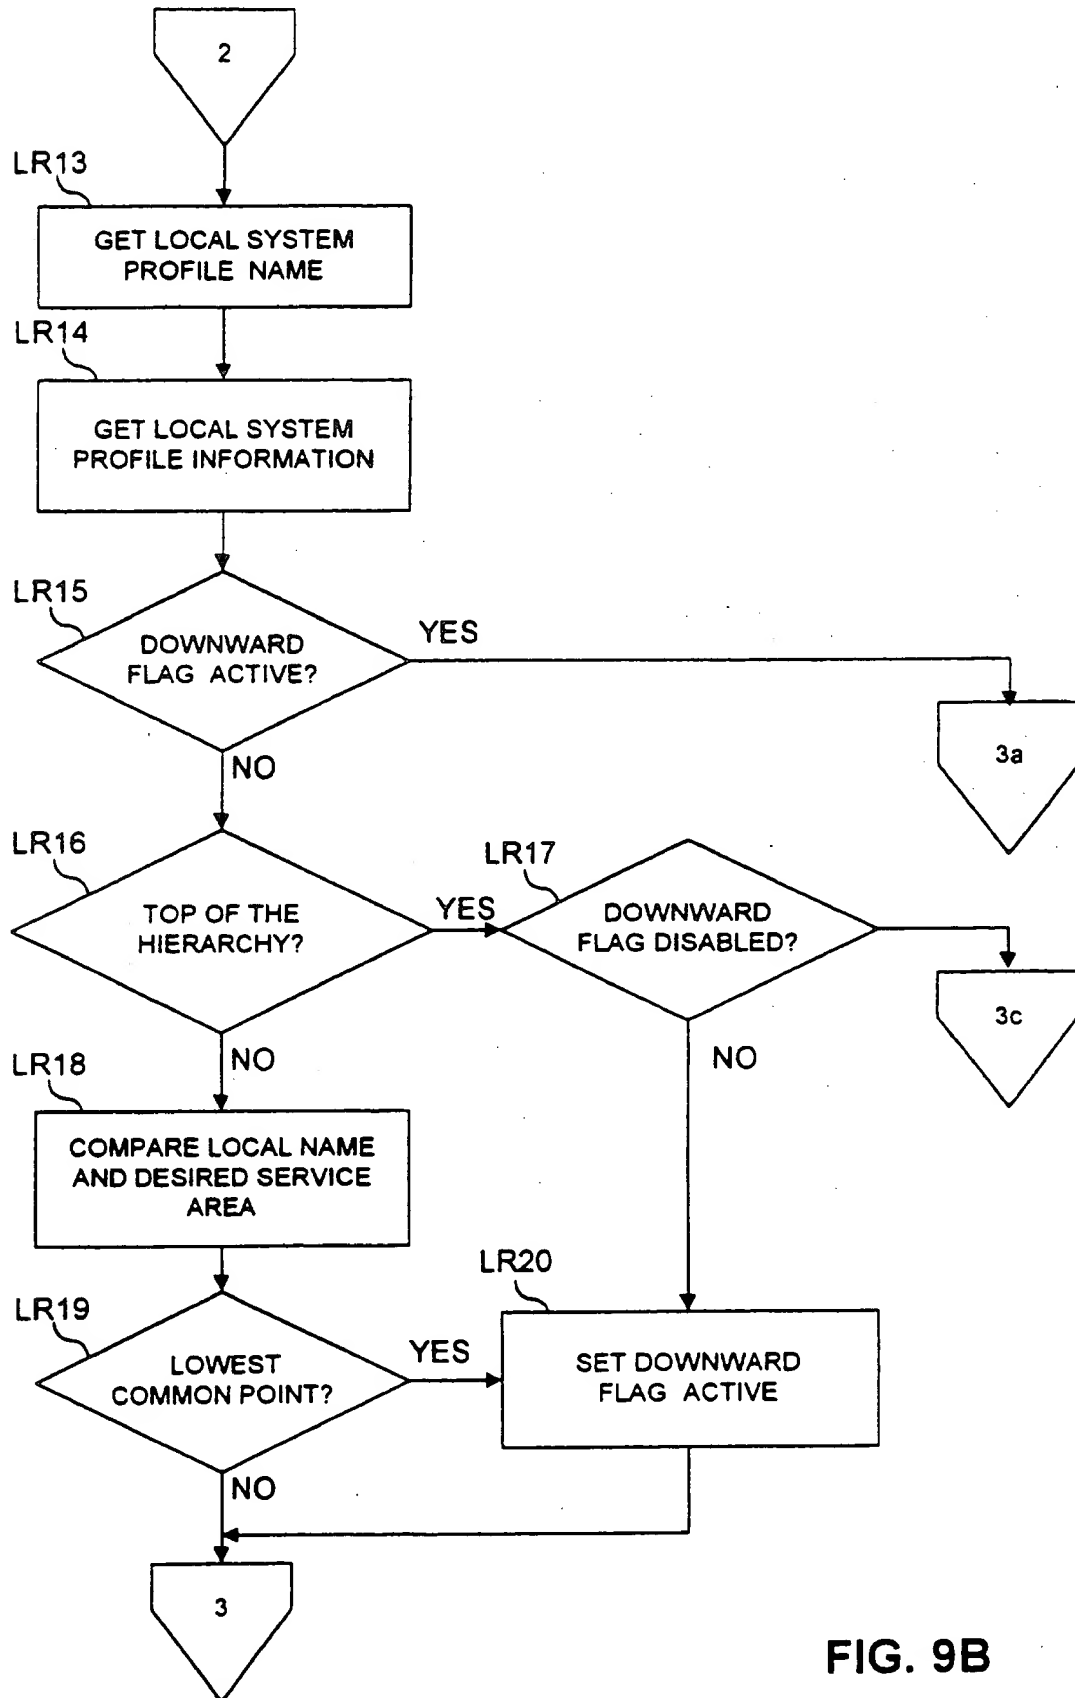 2
LR13
GET LOCAL SYSTEM
PROFILE NAME
LR14
GET LOCAL SYSTEM
PROFILE INFORMATION
LR15
DOWNWARD
FLAG ACTIVE?
YES
3a
NO
LR16
TOP OF THE
HIERARCHY?
YES
LR17
DOWNWARD
FLAG DISABLED?
3c
NO
NO
LR18
COMPARE LOCAL NAME
AND DESIRED SERVICE
AREA
LR19
LOWEST
COMMON POINT?
YES
LR20
SET DOWNWARD
FLAG ACTIVE
NO
3
FIG. 9B